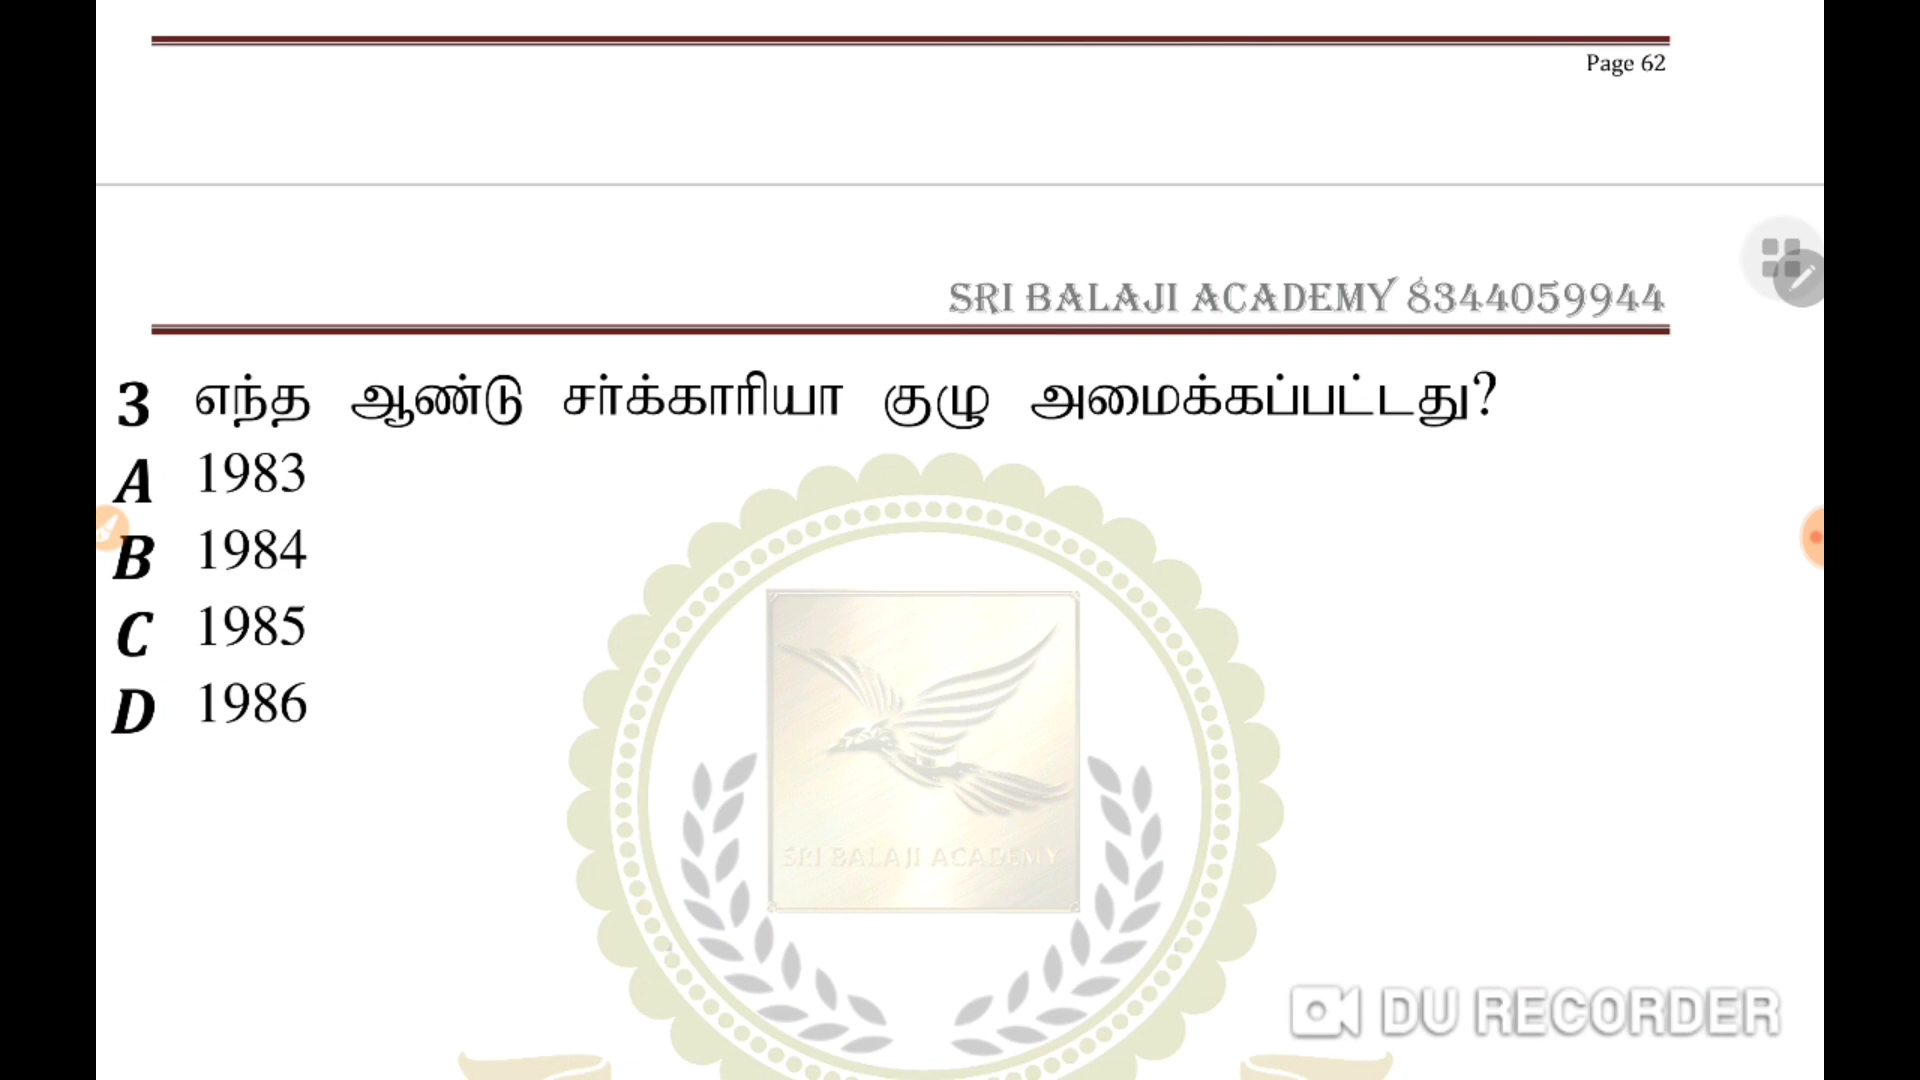 Page 62
SRI BALAJI ACADEMY 8344059944
3 எந்த ஆண்டு சர்க்காரியா குழு அமைக்கப்பட்டது?
A 1983
B 1984
C 1985
D 1986
SRI BALAJI ACADEMY
DU RECORDER